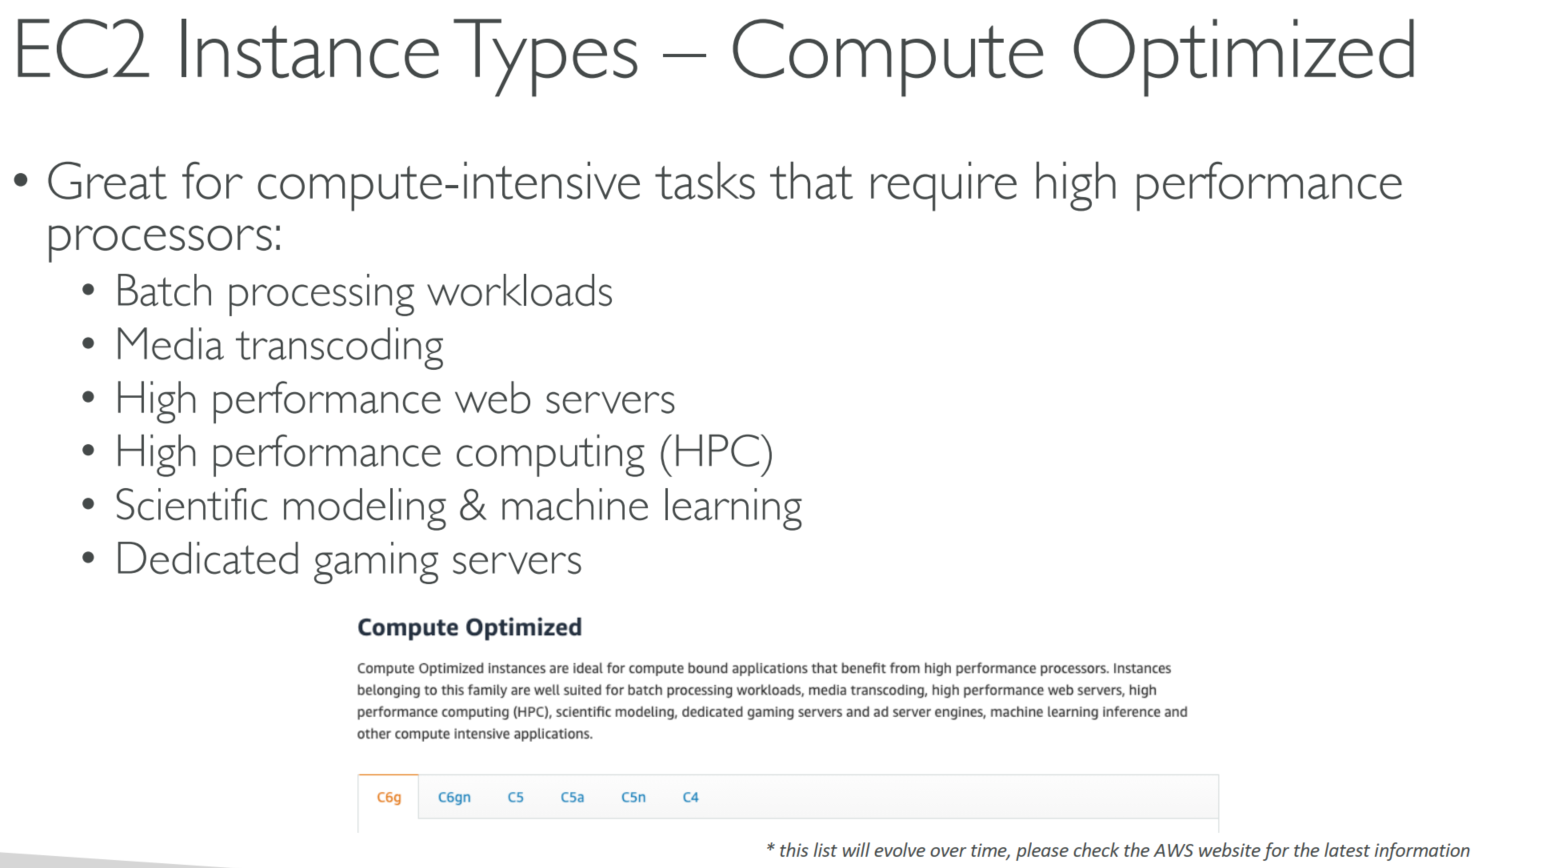 EC2 Instance Types – Compute Optimized
• Great for compute-intensive tasks that require high performance
processors:
• Batch processing workloads
• Media transcoding
• High performance web servers
• High performance computing (HPC)
• Scientific modeling & machine learning
• Dedicated gaming servers
Compute Optimized
Compute Optimized instances are ideal for compute bound applications that benefit from high performance processors. Instances
belonging to this family are well suited for batch processing workloads, media transcoding, high performance web servers, high
performance computing (HPC), scientific modeling, dedicated gaming servers and ad server engines, machine learning inference and
other compute intensive applications.
C6g C6gn C5 C5a C5n C4
* this list will evolve over time, please check the AWS website for the latest information